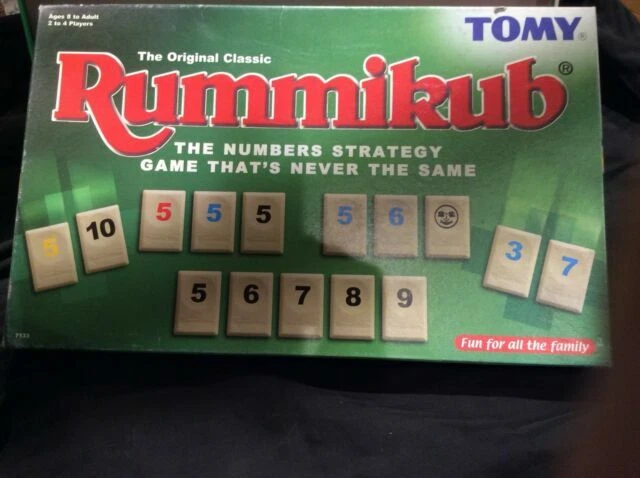 Ages 8 to Adult
2 to 4 Players
TOMY®
The Original Classic
Rummikub®
THE NUMBERS STRATEGY
GAME THAT'S NEVER THE SAME
5 10 5 5 5 5 6 3 7
5 6 7 8 9
Fun for all the family